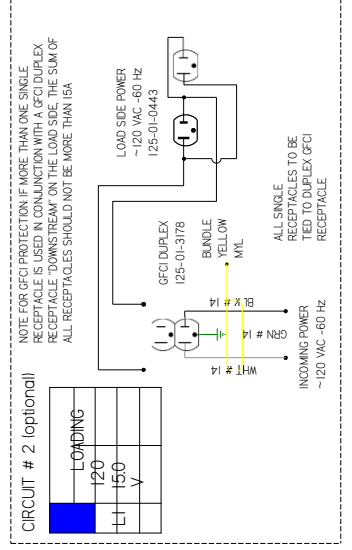 CIRCUIT # 2 (optional)
NOTE FOR GFCI PROTECTION: IF MORE THAN ONE SINGLE
RECEPTACLE IS USED IN CONJUNCTION WITH A GFCI DUPLEX
RECEPTACLE "DOWNSTREAM" ON THE LOAD SIDE, THE SUM OF
ALL RECEPTACLES SHOULD NOT BE MORE THAN 15A
LOADING
120
L1 15.0
V
LOAD SIDE POWER
~120 VAC -60 Hz
125-01-0443
GFCI DUPLEX
125-01-3178
BUNDLE
YELLOW
MYL
WHT # 14
GRN # 14
BLK # 14
INCOMING POWER
~120 VAC -60 Hz
ALL SINGLE
RECEPTACLES TO BE
TIED TO DUPLEX GFCI
RECEPTACLE